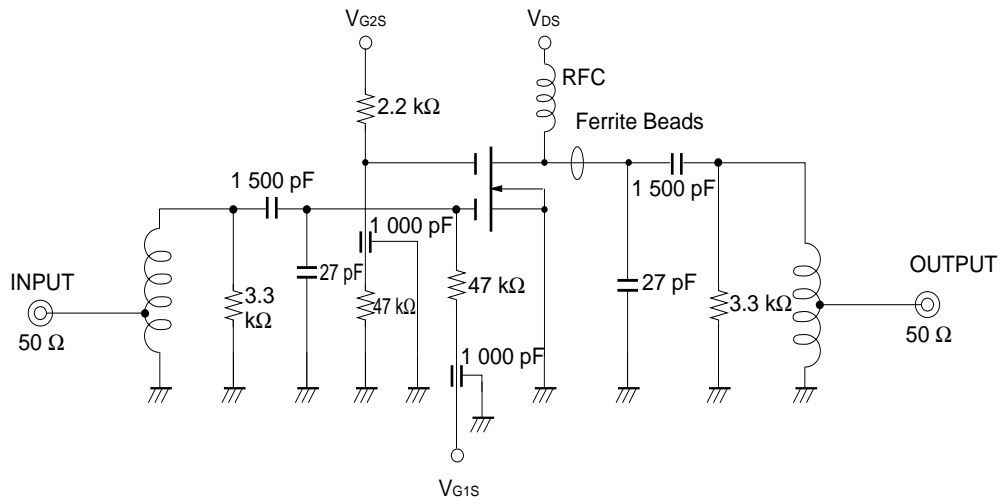 VG2S
VDS
RFC
2.2 kΩ
Ferrite Beads
1 500 pF
1 500 pF
1 000 pF
INPUT
OUTPUT
27 pF
47 kΩ
47 kΩ
27 pF
3.3
kΩ
3.3 kΩ
50 Ω
50 Ω
1 000 pF
VG1S